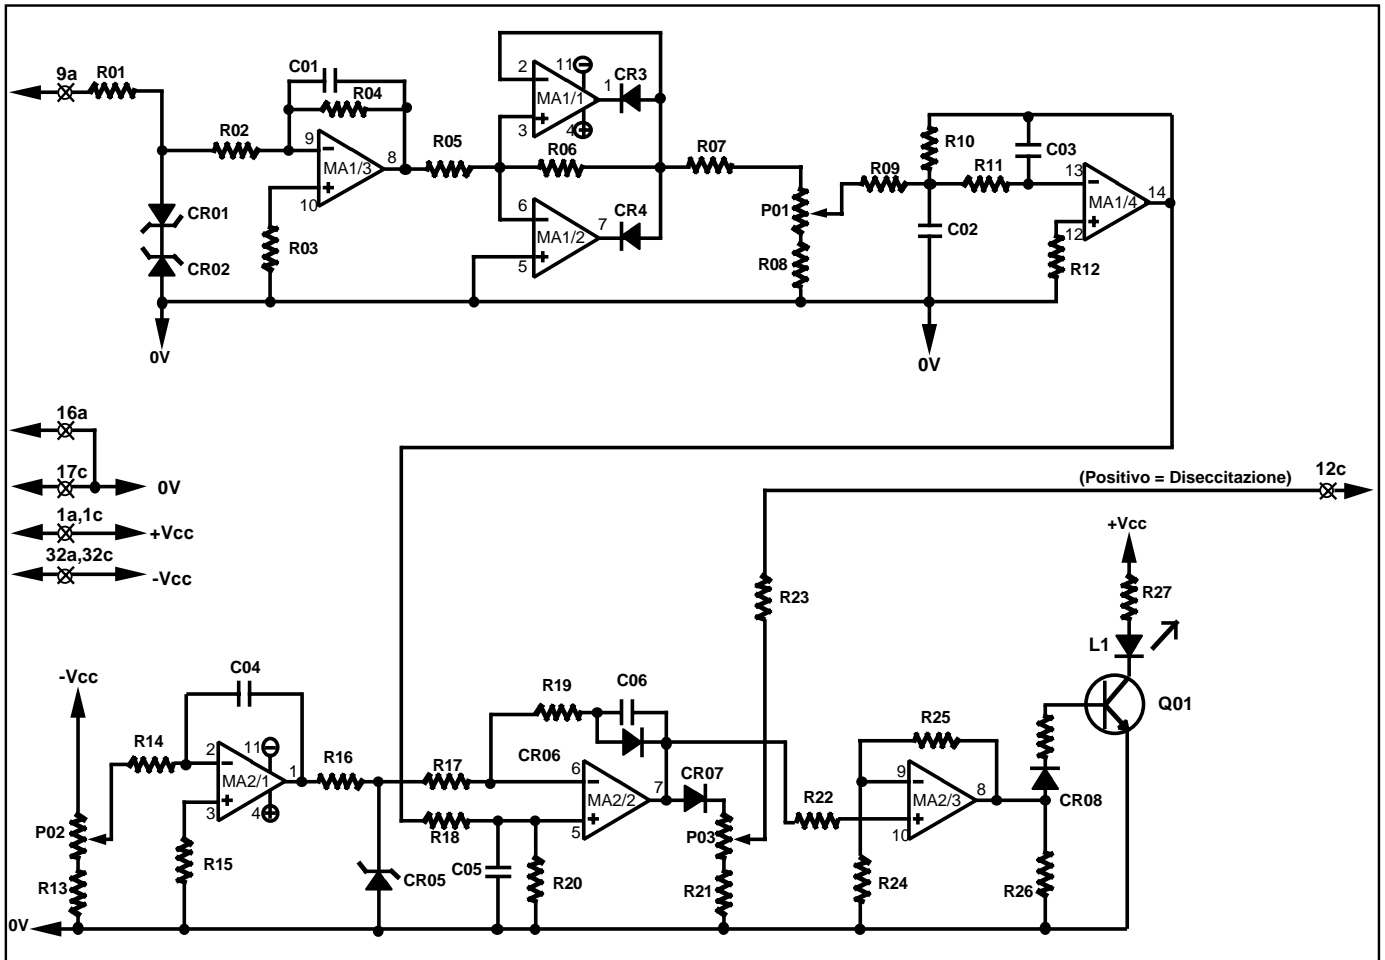 9a R01
C01
R04
R02
9
8
MA1/3
10
R03
CR01
CR02
0V
R05
2
11
1
CR3
MA1/1
3
4
R06
6
7
CR4
MA1/2
5
R07
P01
R08
R09
R10
R11
C03
C02
13
14
MA1/4
12
R12
0V
16a
17c
0V
1a,1c
+Vcc
32a,32c
-Vcc
(Positivo = Diseccitazione)
12c
+Vcc
R27
L1
Q01
R23
-Vcc
C04
R14
2
11
1
MA2/1
3
4
R16
P02
R15
R13
0V
R19
C06
CR06
R17
6
7
MA2/2
5
R18
C05
R20
CR05
CR07
P03
R21
R22
R25
9
8
MA2/3
10
R24
CR08
R26